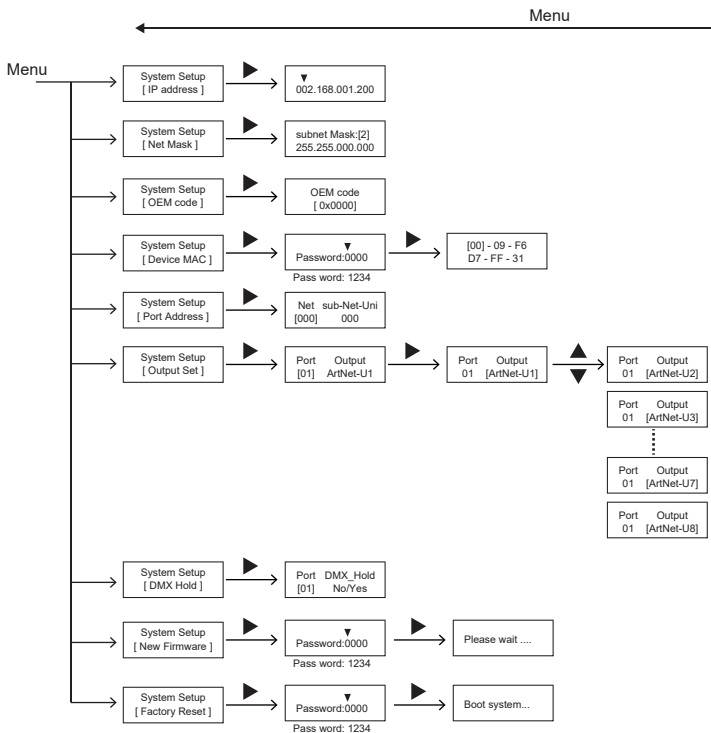 Menu
Menu
System Setup
[ IP address ]
▼
002.168.001.200
System Setup
[ Net Mask ]
subnet Mask:[2]
255.255.000.000
System Setup
[ OEM code ]
OEM code
[ 0x0000]
System Setup
[ Device MAC ]
▼
Password:0000
Pass word: 1234
[00] - 09 - F6
D7 - FF - 31
System Setup
[ Port Address ]
Net sub-Net-Uni
[000] 000
System Setup
[ Output Set ]
Port Output
[01] ArtNet-U1
Port Output
01 [ArtNet-U1]
Port Output
01 [ArtNet-U2]
Port Output
01 [ArtNet-U3]
Port Output
01 [ArtNet-U7]
Port Output
01 [ArtNet-U8]
System Setup
[ DMX Hold ]
Port DMX_Hold
[01] No/Yes
System Setup
[ New Firmware ]
▼
Password:0000
Pass word: 1234
Please wait ....
System Setup
[ Factory Reset ]
▼
Password:0000
Pass word: 1234
Boot system...